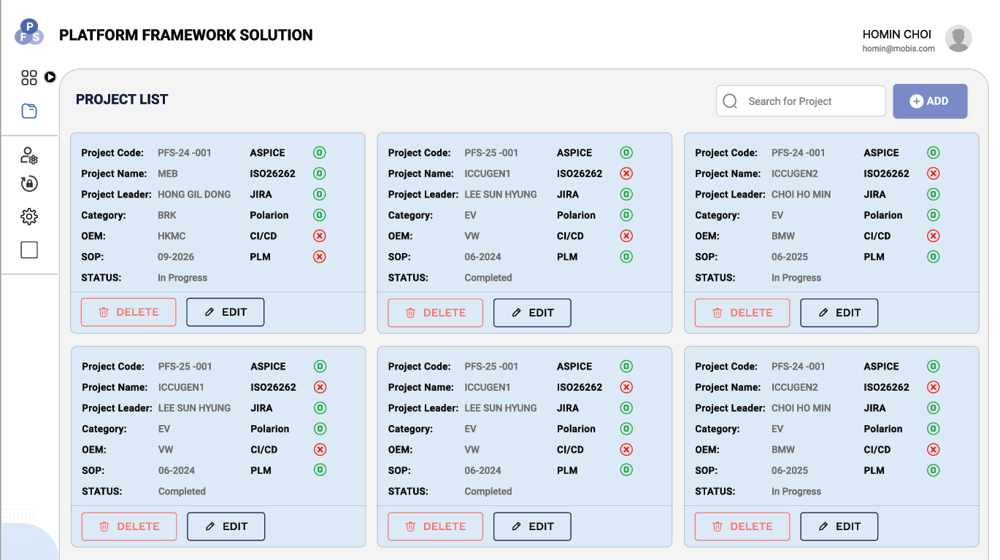 P
F S
PLATFORM FRAMEWORK SOLUTION
HOMIN CHOI
homin@mobis.com
PROJECT LIST
Search for Project
ADD
Project Code: PFS-24 -001 ASPICE O
Project Name: MEB ISO26262 O
Project Leader: HONG GIL DONG JIRA O
Category: BRK Polarion O
OEM: HKMC CI/CD X
SOP: 09-2026 PLM X
STATUS: In Progress
DELETE EDIT
Project Code: PFS-25 -001 ASPICE O
Project Name: ICCUGEN1 ISO26262 X
Project Leader: LEE SUN HYUNG JIRA O
Category: EV Polarion O
OEM: VW CI/CD X
SOP: 06-2024 PLM O
STATUS: Completed
DELETE EDIT
Project Code: PFS-24 -001 ASPICE O
Project Name: ICCUGEN2 ISO26262 X
Project Leader: CHOI HO MIN JIRA O
Category: EV Polarion O
OEM: BMW CI/CD X
SOP: 06-2025 PLM O
STATUS: In Progress
DELETE EDIT
Project Code: PFS-25 -001 ASPICE O
Project Name: ICCUGEN1 ISO26262 X
Project Leader: LEE SUN HYUNG JIRA O
Category: EV Polarion O
OEM: VW CI/CD X
SOP: 06-2024 PLM O
STATUS: Completed
DELETE EDIT
Project Code: PFS-25 -001 ASPICE O
Project Name: ICCUGEN1 ISO26262 X
Project Leader: LEE SUN HYUNG JIRA O
Category: EV Polarion O
OEM: VW CI/CD X
SOP: 06-2024 PLM O
STATUS: Completed
DELETE EDIT
Project Code: PFS-24 -001 ASPICE O
Project Name: ICCUGEN2 ISO26262 X
Project Leader: CHOI HO MIN JIRA O
Category: EV Polarion O
OEM: BMW CI/CD X
SOP: 06-2025 PLM O
STATUS: In Progress
DELETE EDIT